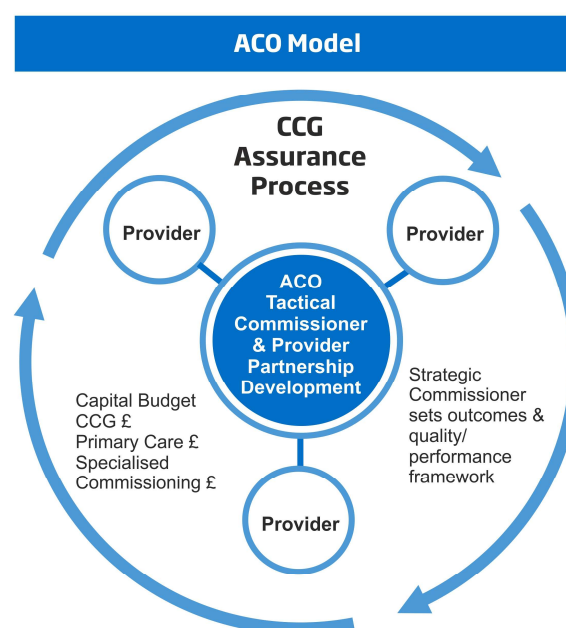 ACO Model
CCG
Assurance
Process
Provider
Provider
ACO
Tactical
Commissioner
& Provider
Partnership
Development
Capital Budget
CCG £
Primary Care £
Specialised
Commissioning £
Strategic
Commissioner
sets outcomes &
quality/
performance
framework
Provider